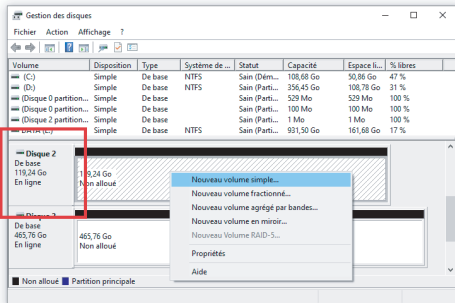 Gestion des disques
Fichier Action Affichage ?
Volume Disposition Type Système de ... Statut Capacité Espace li... % libres
(C:) Simple De base NTFS Sain (Dém... 108,68 Go 50,86 Go 47 %
(D:) Simple De base NTFS Sain (Parti... 356,45 Go 108,78 Go 31 %
(Disque 0 partition... Simple De base Sain (Parti... 529 Mo 529 Mo 100 %
(Disque 0 partition... Simple De base Sain (Parti... 100 Mo 100 Mo 100 %
(Disque 2 partition... Simple De base Sain (Parti... 1 Mo 1 Mo 100 %
DATA (E:) Simple De base NTFS Sain (Parti... 931,50 Go 161,68 Go 17 %
Disque 2
De base
119,24 Go
En ligne
119,24 Go
Non alloué
Nouveau volume simple...
Nouveau volume fractionné...
Nouveau volume agrégé par bandes...
Nouveau volume en miroir...
Nouveau Volume RAID-5...
Propriétés
Aide
De base
465,76 Go
En ligne
465,76 Go
Non alloué
Non alloué Partition principale